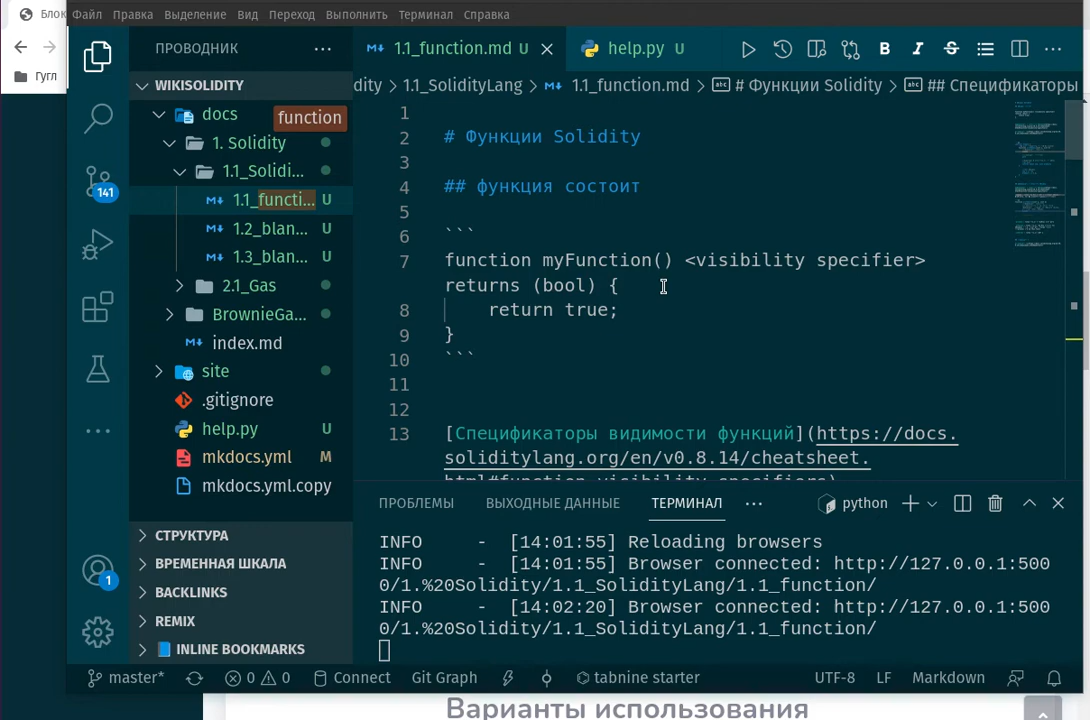 Блок
Гугл
Файл Правка Выделение Вид Переход Выполнить Терминал Справка
ПРОВОДНИК ...
1.1_function.md U
help.py U
WIKISOLIDITY
dity > 1.1_SolidityLang > 1.1_function.md > # Функции Solidity > ## Спецификаторы
docs
function
1. Solidity
1.1_Solidi...
1.1_functi... U
1.2_blan... U
1.3_blan... U
2.1_Gas
BrownieGa...
index.md
site
.gitignore
help.py U
mkdocs.yml M
mkdocs.yml.copy
СТРУКТУРА
ВРЕМЕННАЯ ШКАЛА
BACKLINKS
REMIX
INLINE BOOKMARKS
141
1
1
2 # Функции Solidity
3
4 ## функция состоит
5
6 ```
7 function myFunction() <visibility specifier>
returns (bool) {
8 return true;
9 }
10 ```
11
12
13 [Спецификаторы видимости функций](https://docs.
soliditylang.org/en/v0.8.14/cheatsheet.
html#function-visibility-specifiers)
ПРОБЛЕМЫ ВЫХОДНЫЕ ДАННЫЕ ТЕРМИНАЛ ... python
INFO - [14:01:55] Reloading browsers
INFO - [14:01:55] Browser connected: http://127.0.0.1:500
0/1.%20Solidity/1.1_SolidityLang/1.1_function/
INFO - [14:02:20] Browser connected: http://127.0.0.1:500
0/1.%20Solidity/1.1_SolidityLang/1.1_function/
master* 0 0 Connect Git Graph tabnine starter UTF-8 LF Markdown
Варианты использования